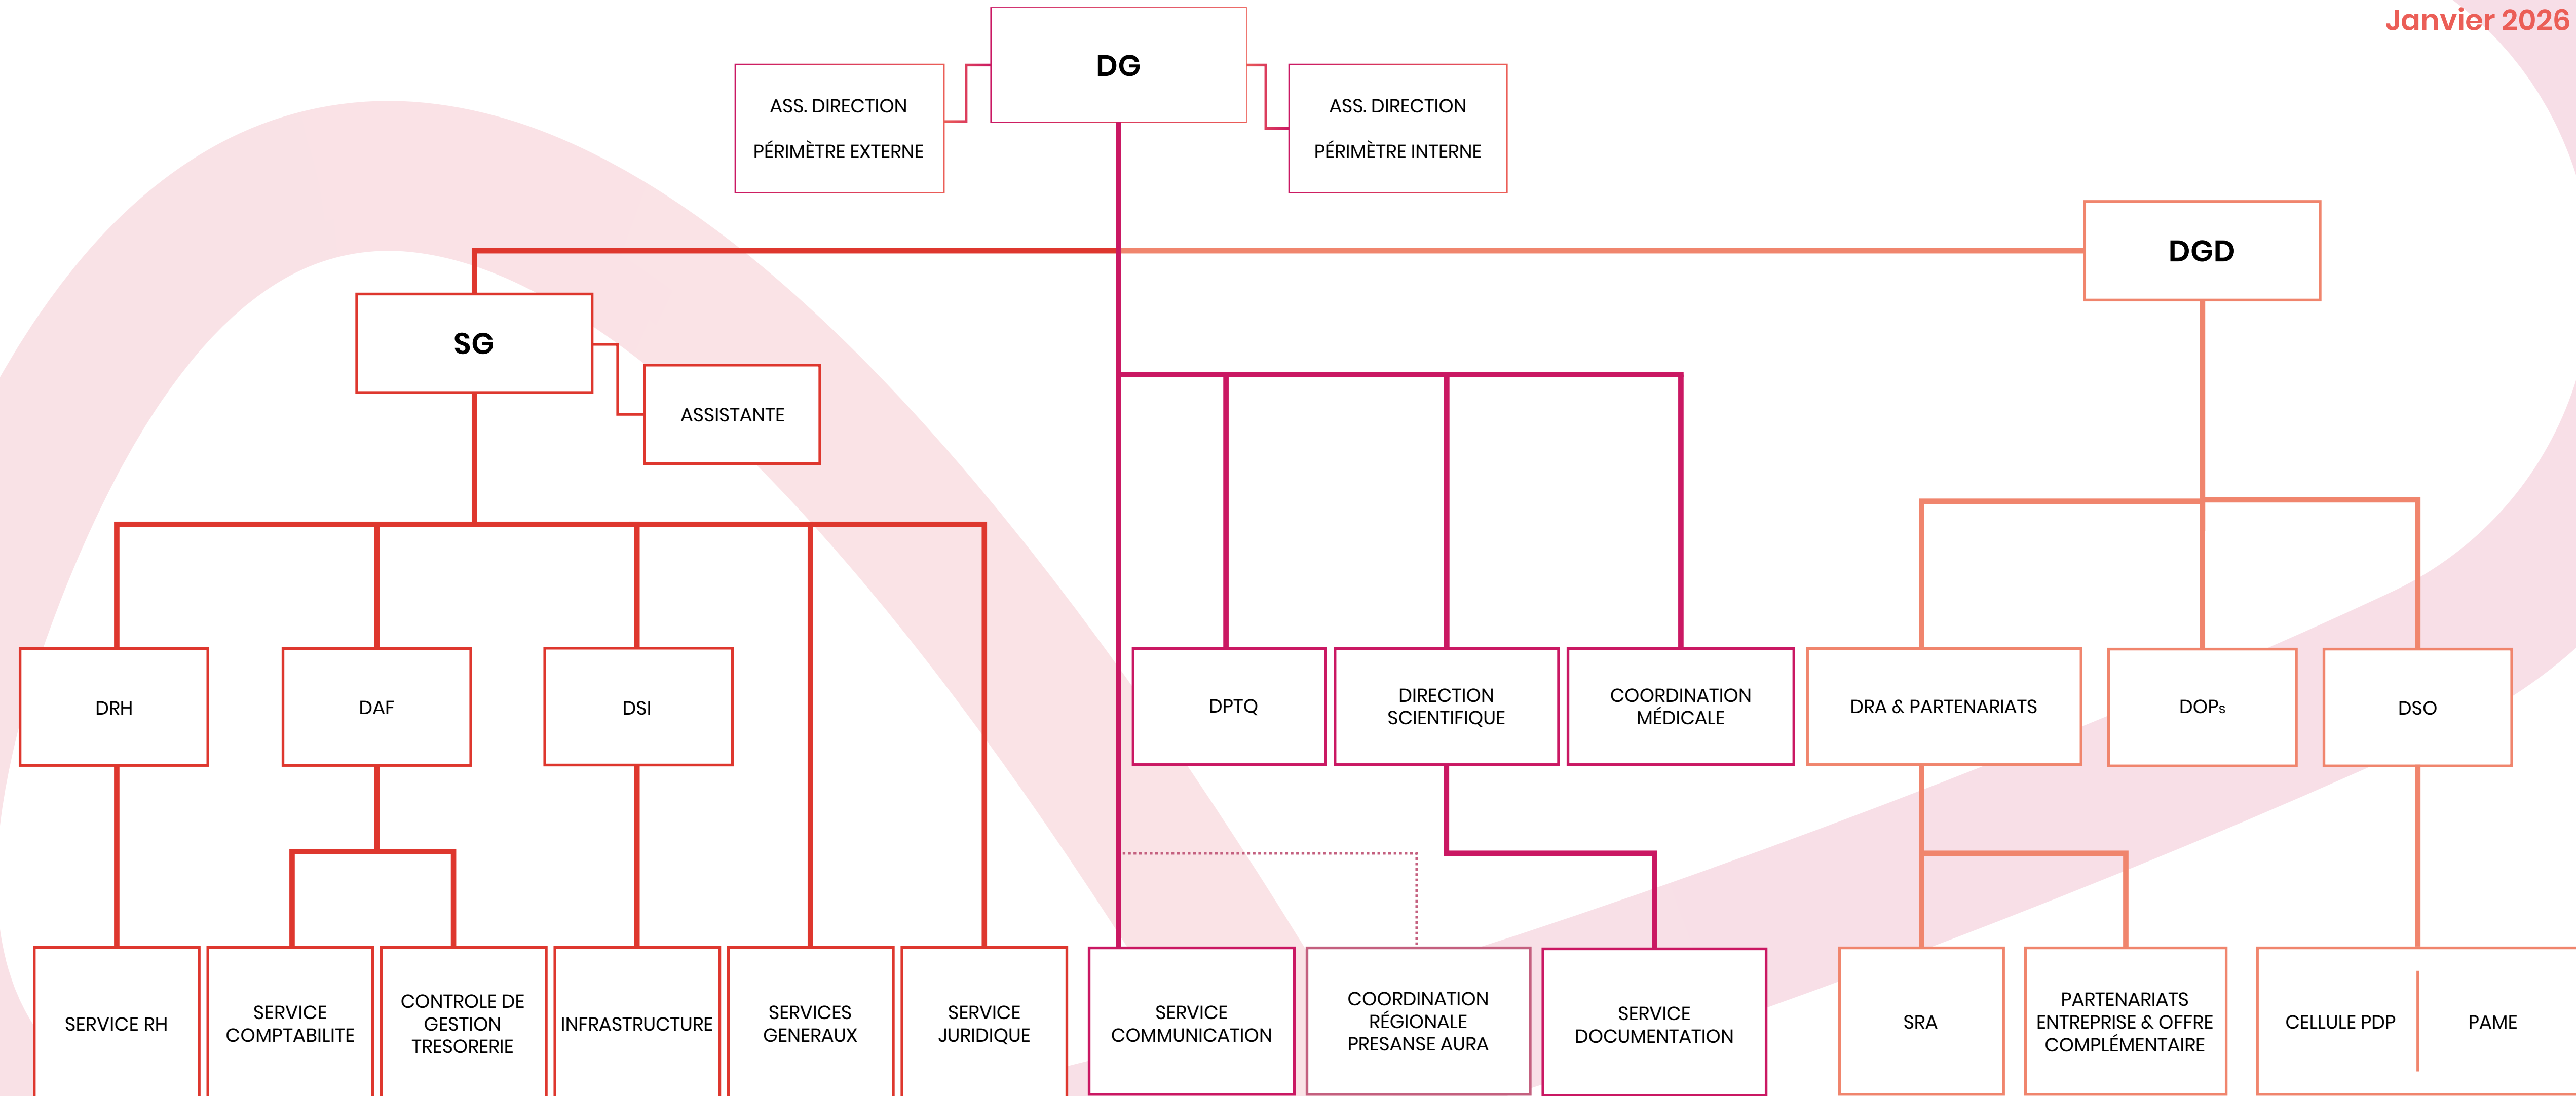 Janvier 2026
DG
ASS. DIRECTION
PÉRIMÈTRE EXTERNE
ASS. DIRECTION
PÉRIMÈTRE INTERNE
DGD
SG
ASSISTANTE
DRH
DAF
DSI
DPTQ
DIRECTION
SCIENTIFIQUE
COORDINATION
MÉDICALE
DRA & PARTENARIATS
DOPs
DSO
SERVICE RH
SERVICE
COMPTABILITE
CONTROLE DE
GESTION
TRESORERIE
INFRASTRUCTURE
SERVICES
GENERAUX
SERVICE
JURIDIQUE
SERVICE
COMMUNICATION
COORDINATION
RÉGIONALE
PRESANSE AURA
SERVICE
DOCUMENTATION
SRA
PARTENARIATS
ENTREPRISE & OFFRE
COMPLÉMENTAIRE
CELLULE PDP
PAME